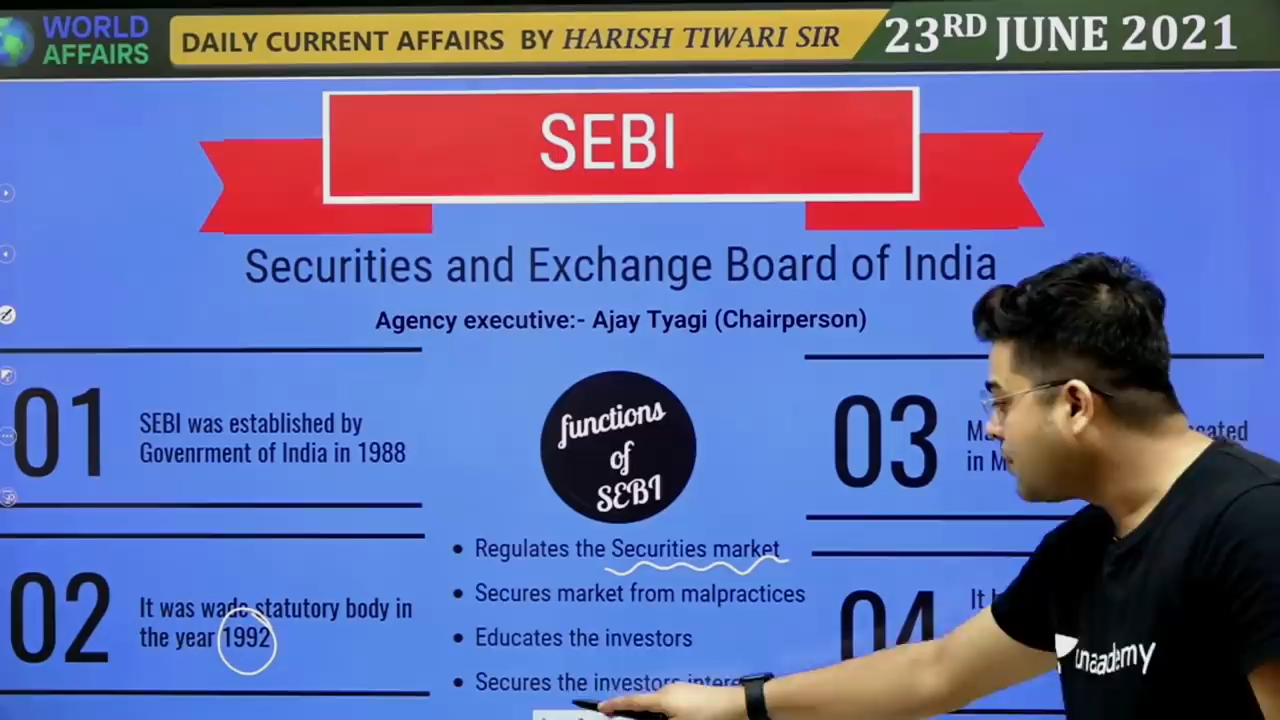 WORLD
AFFAIRS
DAILY CURRENT AFFAIRS BY HARISH TIWARI SIR
23RD JUNE 2021
SEBI
Securities and Exchange Board of India
Agency executive:- Ajay Tyagi (Chairperson)
01
SEBI was established by
Govenrment of India in 1988
02
It was wade statutory body in
the year 1992
functions
of
SEBI
• Regulates the Securities market
• Secures market from malpractices
• Educates the investors
• Secures the investors
03
in
04
It
unacademy